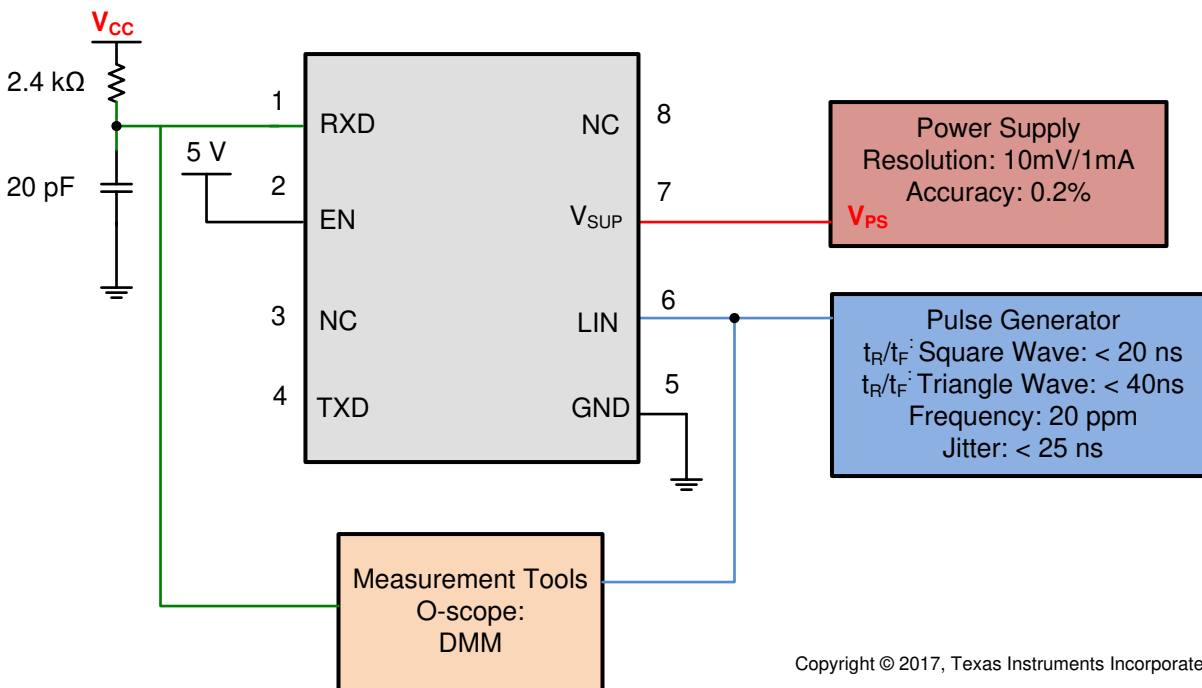 VCC
2.4 kΩ
20 pF
5 V
1
2
3
4
RXD
EN
NC
TXD
NC
VSUP
LIN
GND
8
7
6
5
Power Supply
Resolution: 10mV/1mA
Accuracy: 0.2%
VPS
Pulse Generator
tR/tF: Square Wave: < 20 ns
tR/tF: Triangle Wave: < 40ns
Frequency: 20 ppm
Jitter: < 25 ns
Measurement Tools
O-scope:
DMM
Copyright © 2017, Texas Instruments Incorporate